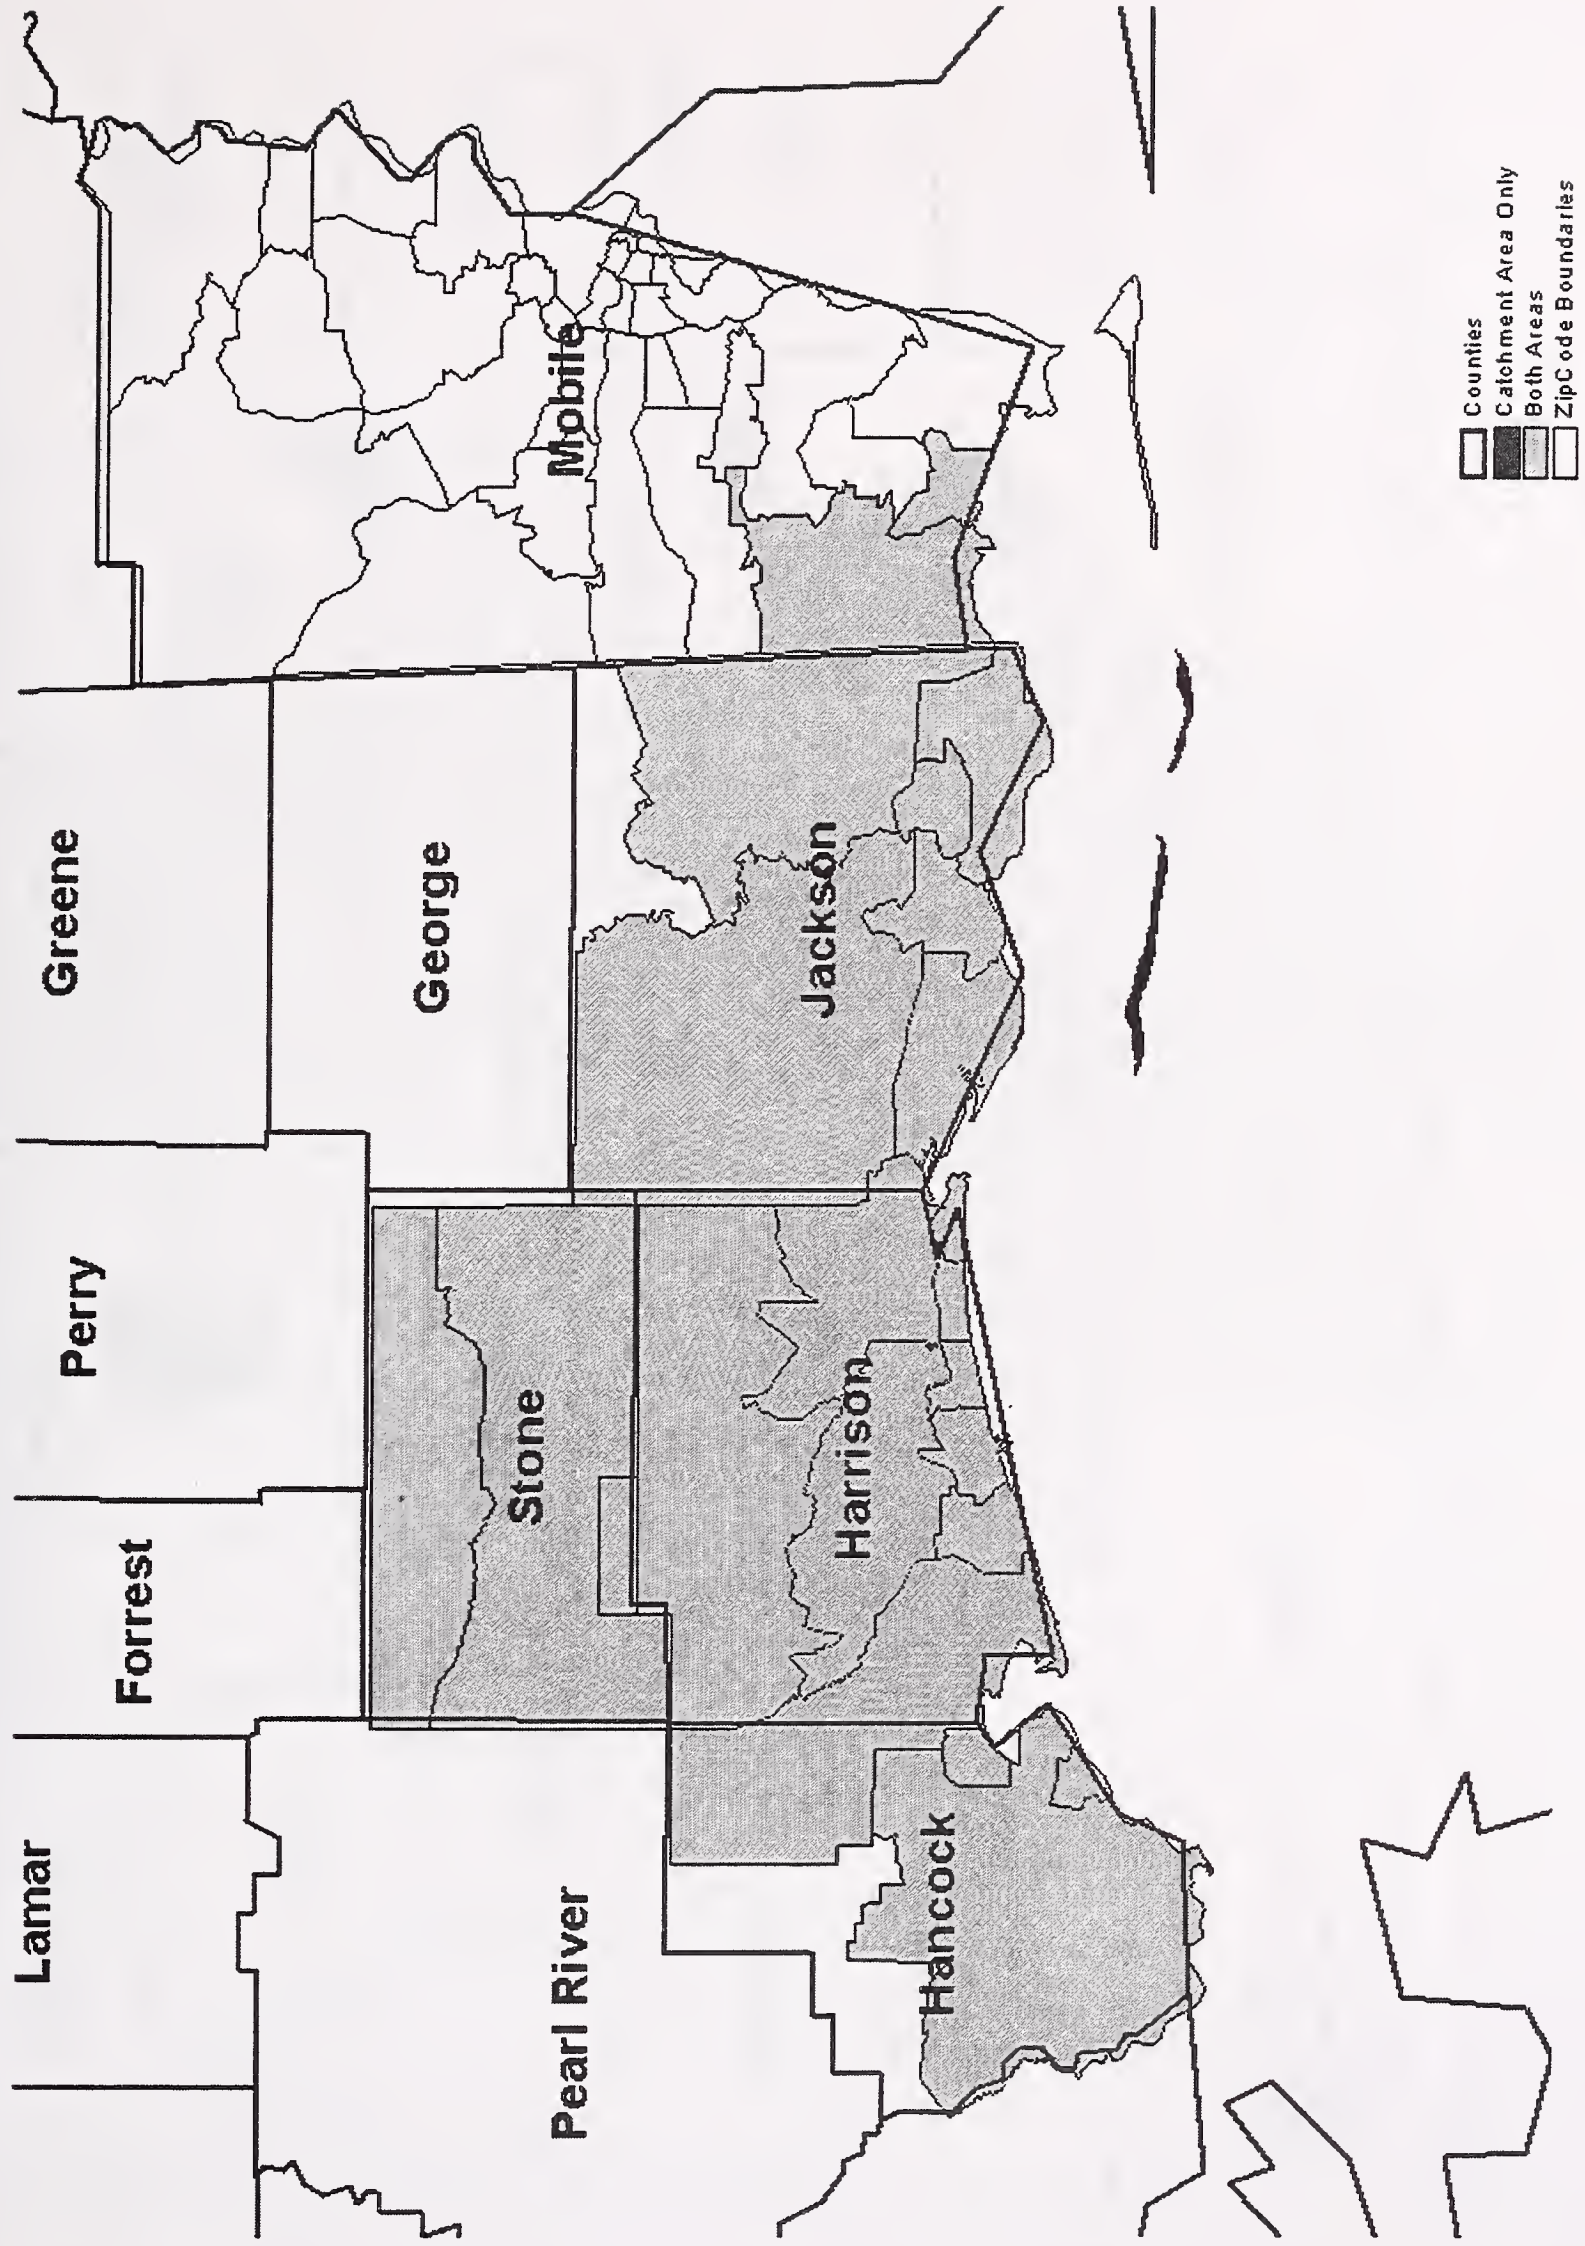 Lamar
Forrest
Perry
Greene
Pearl River
Stone
George
Mobile
Hancock
Harrison
Jackson
Counties
Catchment Area Only
Both Areas
ZipCode Boundaries